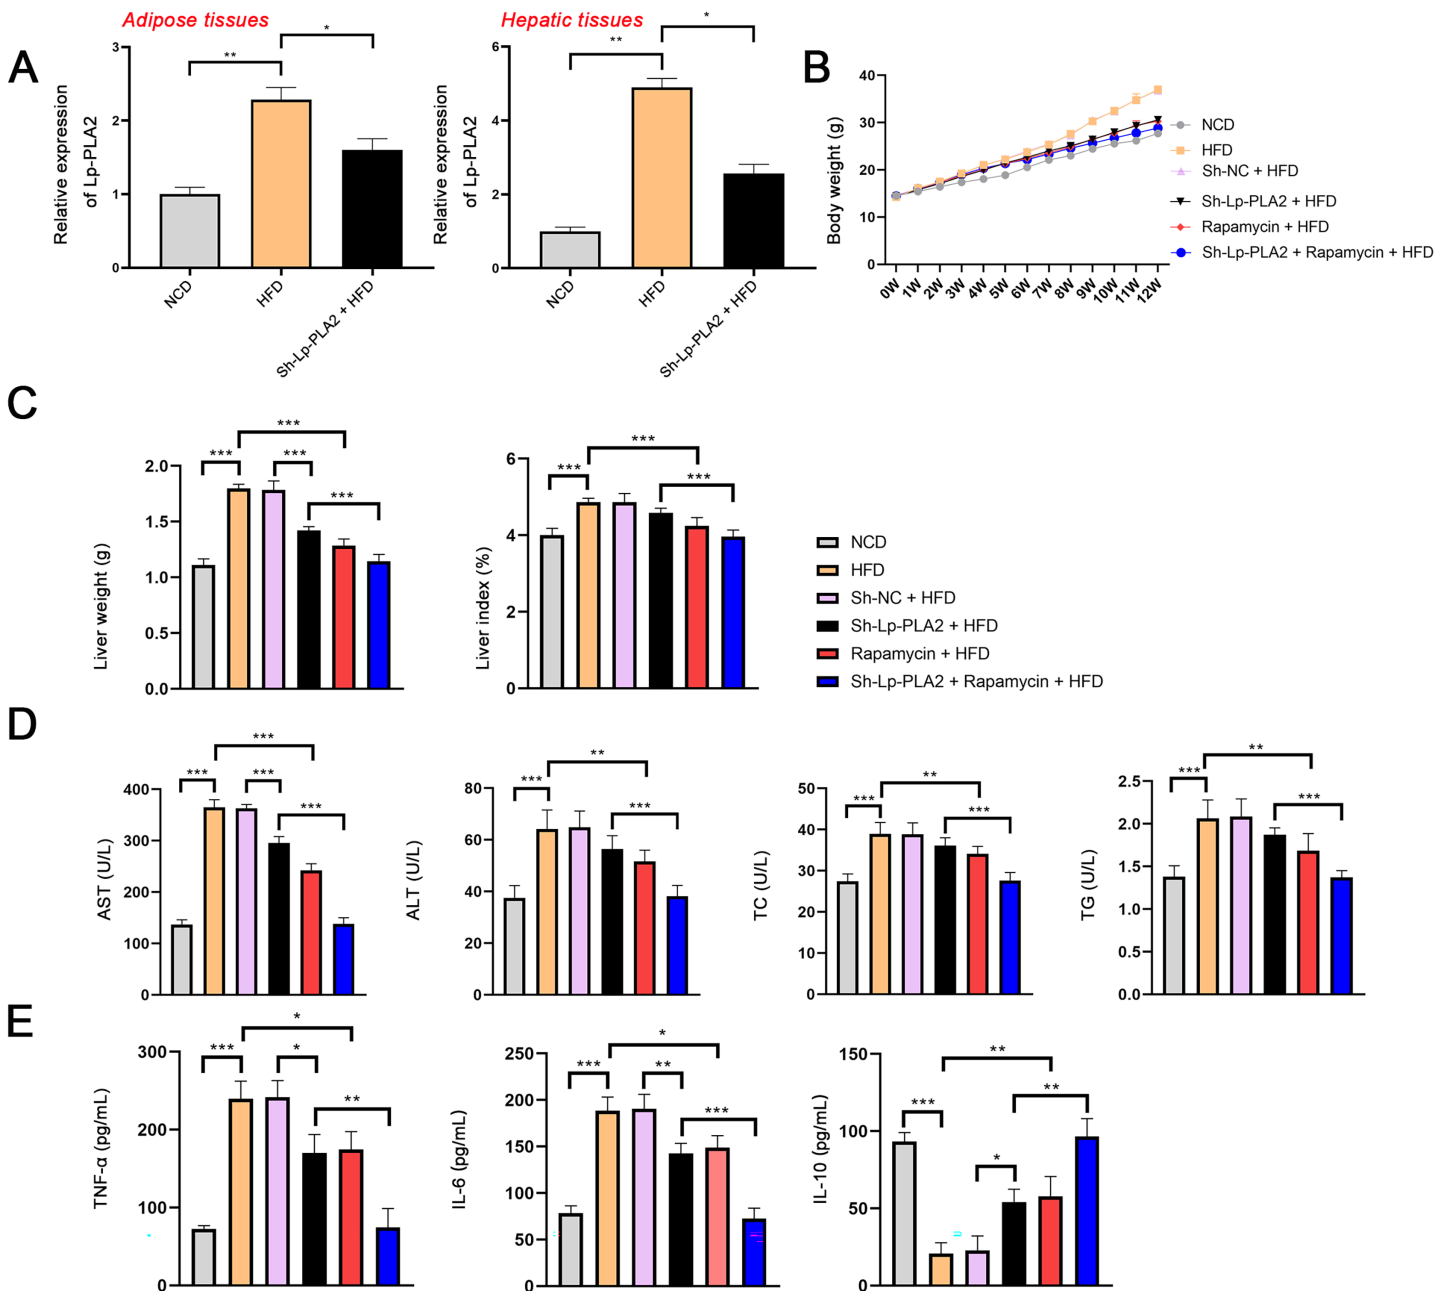 A
Adipose tissues
Relative expression
of Lp-PLA2
3
2
1
0
**
*
NCD
HFD
Sh-Lp-PLA2 + HFD
Hepatic tissues
Relative expression
of Lp-PLA2
6
4
2
0
**
*
NCD
HFD
Sh-Lp-PLA2 + HFD
B
Body weight (g)
40
30
20
10
0
0W 1W 2W 3W 4W 5W 6W 7W 8W 9W 10W 11W 12W
NCD
HFD
Sh-NC + HFD
Sh-Lp-PLA2 + HFD
Rapamycin + HFD
Sh-Lp-PLA2 + Rapamycin + HFD
C
Liver weight (g)
2.0
1.5
1.0
0.5
0.0
***
***
***
***
Liver index (%)
6
4
2
0
***
***
***
NCD
HFD
Sh-NC + HFD
Sh-Lp-PLA2 + HFD
Rapamycin + HFD
Sh-Lp-PLA2 + Rapamycin + HFD
D
AST (U/L)
400
300
200
100
0
***
***
***
***
ALT (U/L)
80
60
40
20
0
**
***
***
TC (U/L)
50
40
30
20
10
0
**
***
***
TG (U/L)
2.5
2.0
1.5
1.0
0.5
0.0
**
***
***
E
TNF-α (pg/mL)
300
200
100
0
*
***
*
**
IL-6 (pg/mL)
250
200
150
100
50
0
*
***
**
***
IL-10 (pg/mL)
150
100
50
0
**
***
**
*